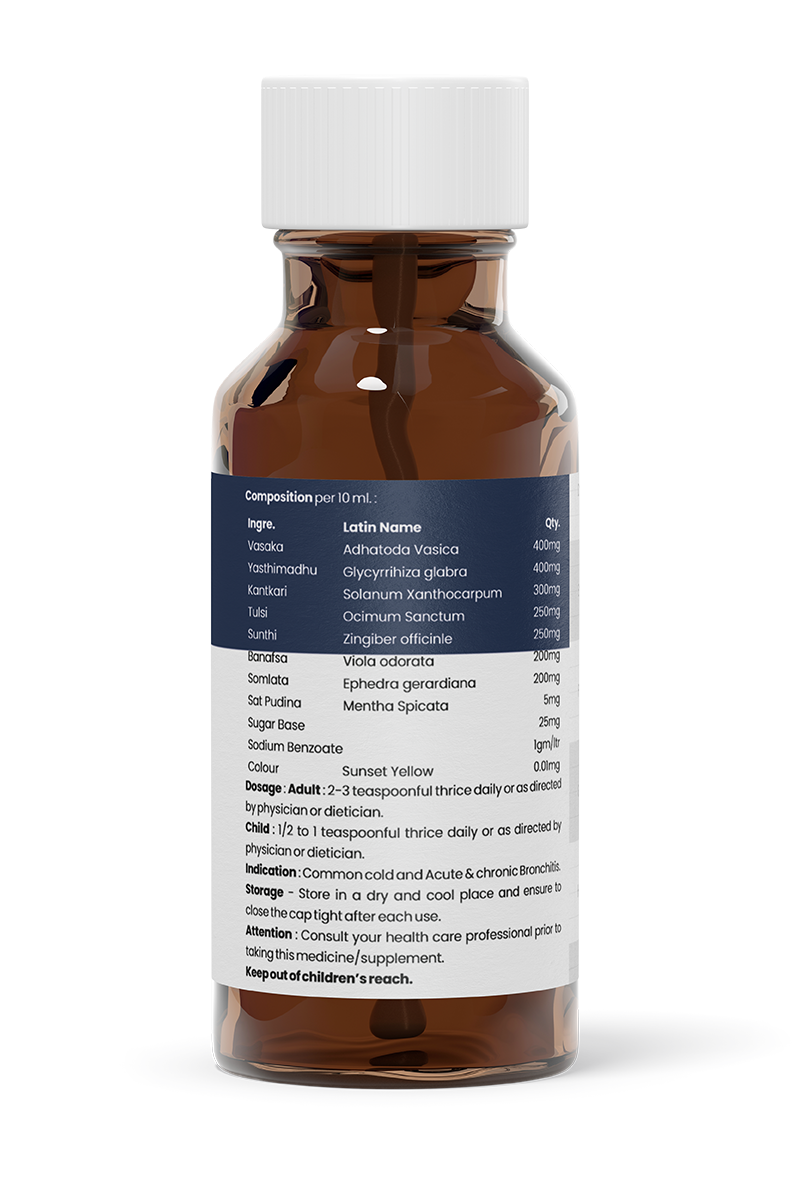 Composition per 10 ml. :
Ingre. Latin Name Qty.
Vasaka Adhatoda Vasica 400mg
Yasthimadhu Glycyrrihiza glabra 400mg
Kantkari Solanum Xanthocarpum 300mg
Tulsi Ocimum Sanctum 250mg
Sunthi Zingiber officinle 250mg
Banafsa Viola odorata 200mg
Somlata Ephedra gerardiana 200mg
Sat Pudina Mentha Spicata 5mg
Sugar Base 25mg
Sodium Benzoate 1gm/ltr
Colour Sunset Yellow 0.01mg
Dosage : Adult : 2-3 teaspoonful thrice daily or as directed
by physician or dietician.
Child : 1/2 to 1 teaspoonful thrice daily or as directed by
physician or dietician.
Indication : Common cold and Acute & chronic Bronchitis.
Storage - Store in a dry and cool place and ensure to
close the cap tight after each use.
Attention : Consult your health care professional prior to
taking this medicine/supplement.
Keep out of children's reach.